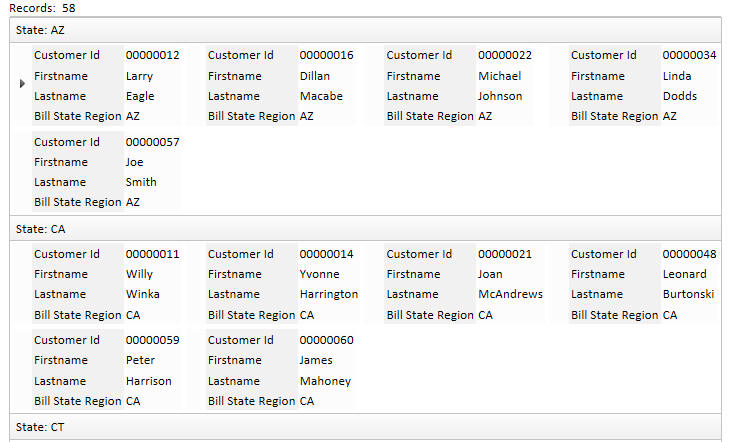 Records: 58
State: AZ
Customer Id 00000012 Customer Id 00000016 Customer Id 00000022 Customer Id 00000034
Firstname Larry Firstname Dillan Firstname Michael Firstname Linda
Lastname Eagle Lastname Macabe Lastname Johnson Lastname Dodds
Bill State Region AZ Bill State Region AZ Bill State Region AZ Bill State Region AZ
Customer Id 00000057
Firstname Joe
Lastname Smith
Bill State Region AZ
State: CA
Customer Id 00000011 Customer Id 00000014 Customer Id 00000021 Customer Id 00000048
Firstname Willy Firstname Yvonne Firstname Joan Firstname Leonard
Lastname Winka Lastname Harrington Lastname McAndrews Lastname Burtonski
Bill State Region CA Bill State Region CA Bill State Region CA Bill State Region CA
Customer Id 00000059 Customer Id 00000060
Firstname Peter Firstname James
Lastname Harrison Lastname Mahoney
Bill State Region CA Bill State Region CA
State: CT